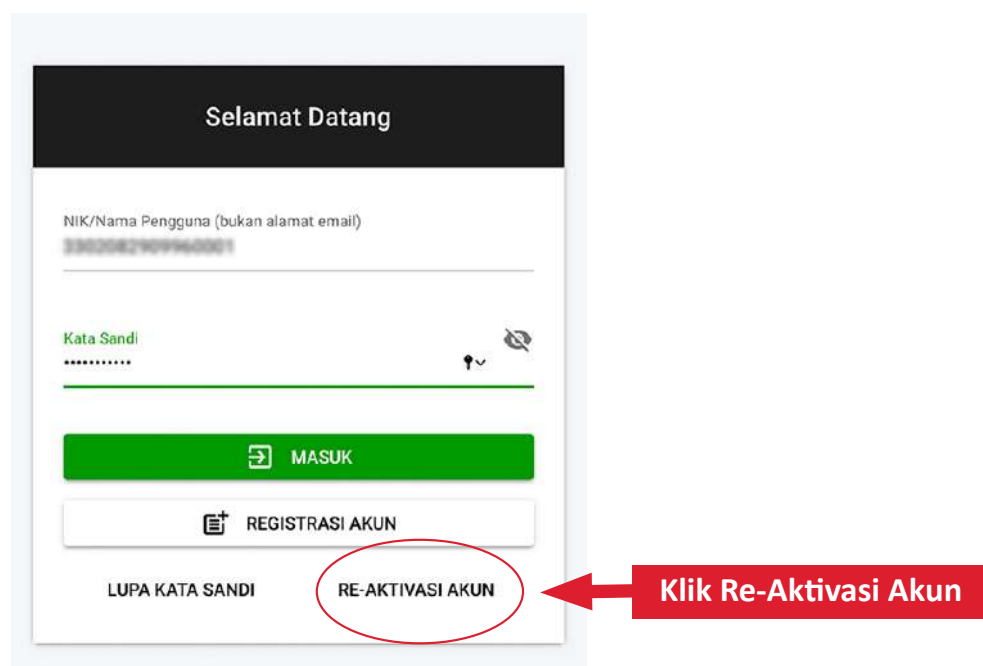 Selamat Datang
NIK/Nama Pengguna (bukan alamat email)
Kata Sandi
•••••••••••
MASUK
REGISTRASI AKUN
LUPA KATA SANDI
RE-AKTIVASI AKUN
Klik Re-Aktivasi Akun